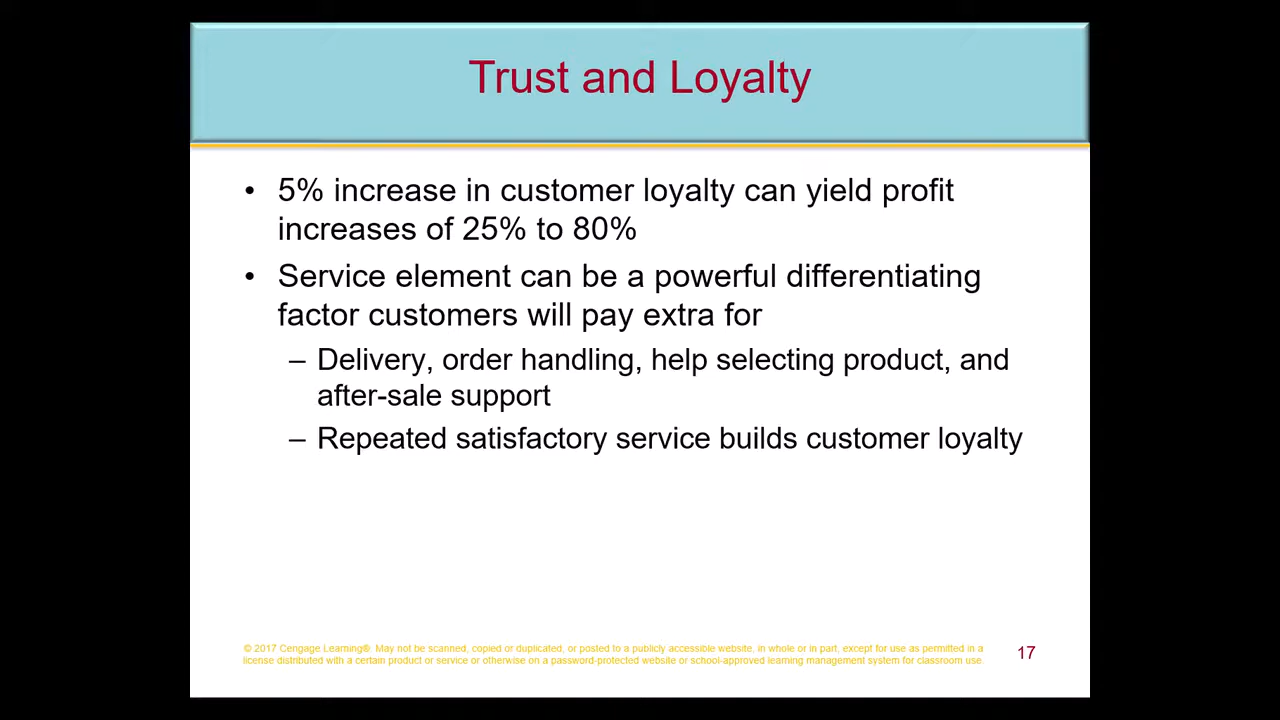 Trust and Loyalty
• 5% increase in customer loyalty can yield profit
increases of 25% to 80%
• Service element can be a powerful differentiating
factor customers will pay extra for
– Delivery, order handling, help selecting product, and
after-sale support
– Repeated satisfactory service builds customer loyalty
© 2017 Cengage Learning® May not be scanned, copied or duplicated, or posted to a publicly accessible website, in whole or in part, except for use as permitted in a
license distributed with a certain product or service or otherwise on a password-protected website or school-approved learning management system for classroom use.
17